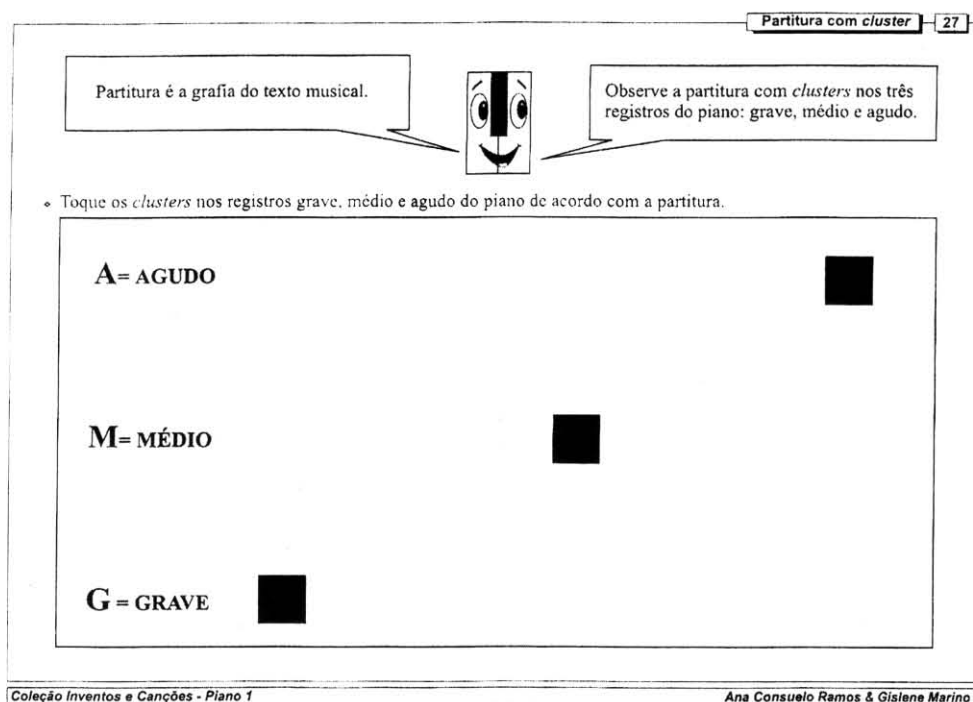 Partitura com cluster 27
Partitura é a grafia do texto musical.
Observe a partitura com clusters nos três
registros do piano: grave, médio e agudo.
Toque os clusters nos registros grave, médio e agudo do piano de acordo com a partitura.
A= AGUDO
M= MÉDIO
G = GRAVE
Coleção Inventos e Canções - Piano 1
Ana Consuelo Ramos & Gislene Marino